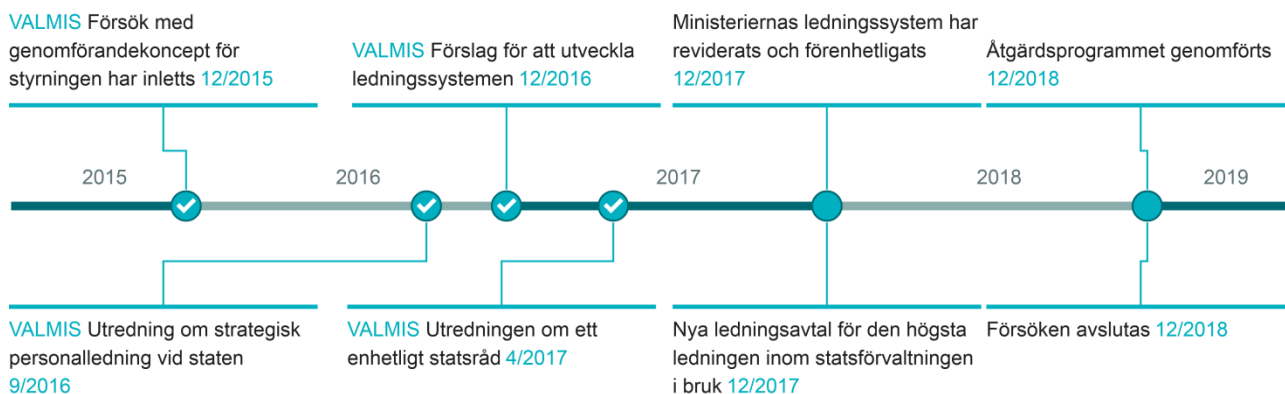 VALMIS Försök med
genomförandekoncept för
styrningen har inletts 12/2015
VALMIS Förslag för att utveckla
ledningssystemen 12/2016
Ministeriernas ledningssystem har
reviderats och förenhetligats
12/2017
Åtgärdsprogrammet genomförts
12/2018
2015
2016
2017
2018
2019
VALMIS Utredning om strategisk
personalledning vid staten
9/2016
VALMIS Utredningen om ett
enhetligt statsråd 4/2017
Nya ledningsavtal för den högsta
ledningen inom statsförvaltningen
i bruk 12/2017
Försöken avslutas 12/2018